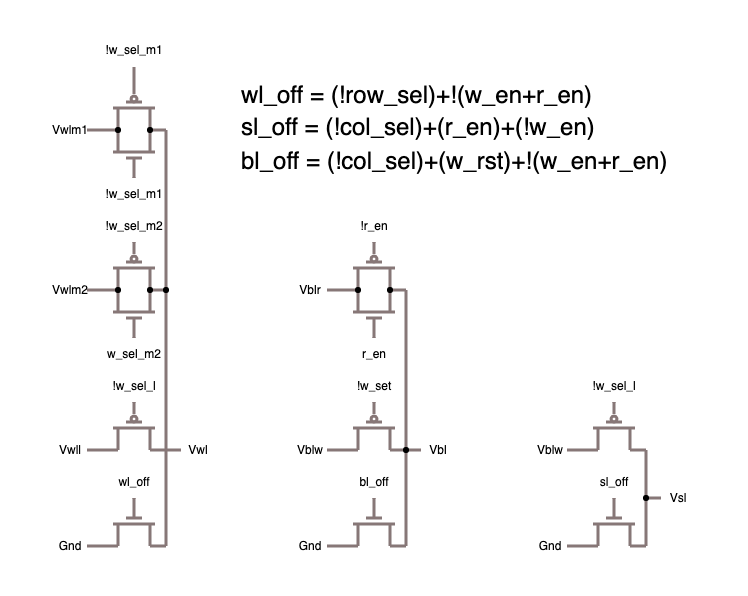 !w_sel_m1
wl_off = (!row_sel)+!(w_en+r_en)
sl_off = (!col_sel)+(r_en)+(!w_en)
bl_off = (!col_sel)+(w_rst)+!(w_en+r_en)
Vwlm1
!w_sel_m1
!w_sel_m2
Vwlm2
w_sel_m2
!w_sel_l
Vwll
Vwl
wl_off
Gnd
!r_en
Vblr
r_en
!w_set
Vblw
Vbl
bl_off
Gnd
!w_sel_l
Vblw
sl_off
Vsl
Gnd